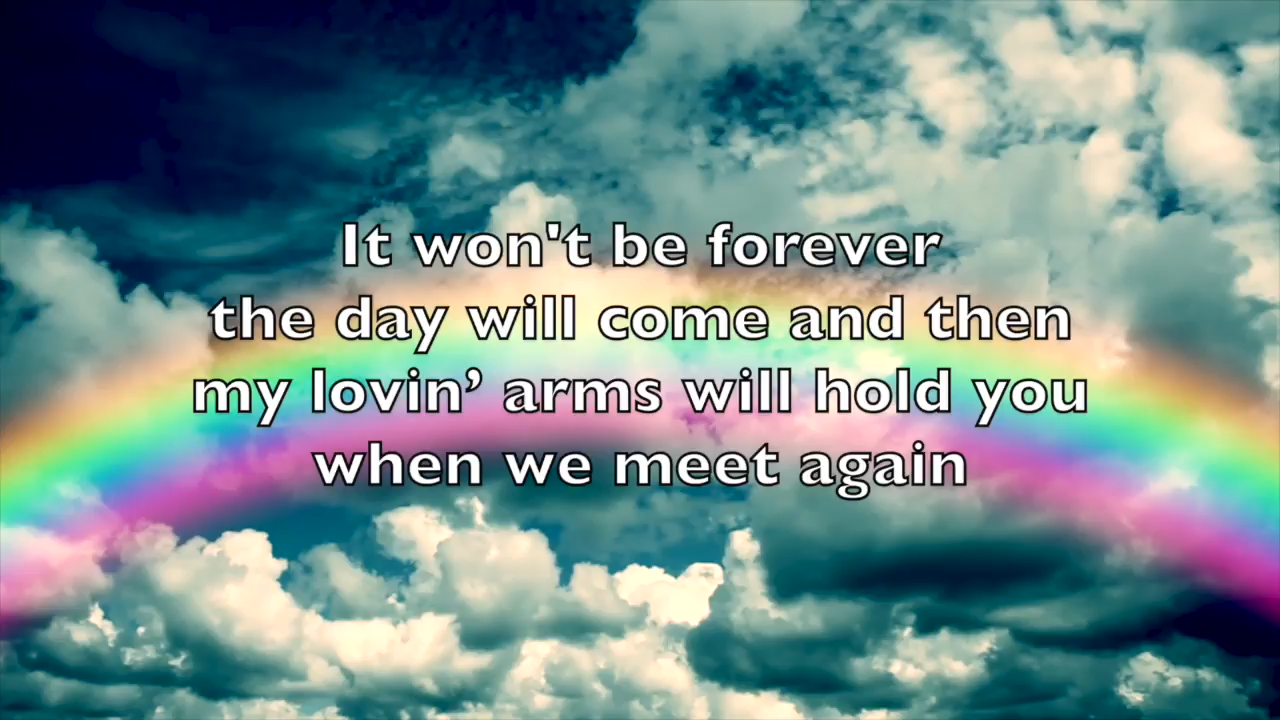 It won't be forever
the day will come and then
my lovin’ arms will hold you
when we meet again